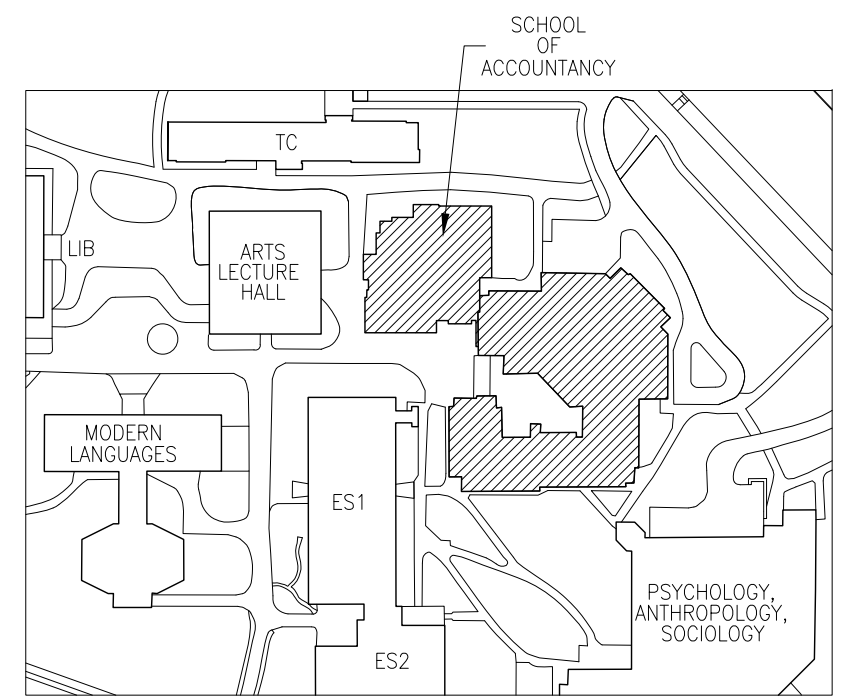 SCHOOL
OF
ACCOUNTANCY
TC
LIB
ARTS
LECTURE
HALL
MODERN
LANGUAGES
ES1
PSYCHOLOGY,
ANTHROPOLOGY,
SOCIOLOGY
ES2